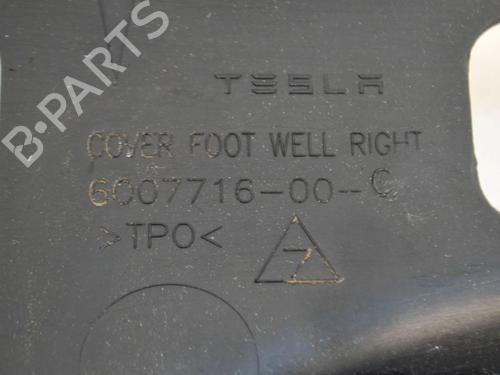 TESLA
COVER FOOT WELL RIGHT
6007716-00-C
>TPO<
7
B-PARTS